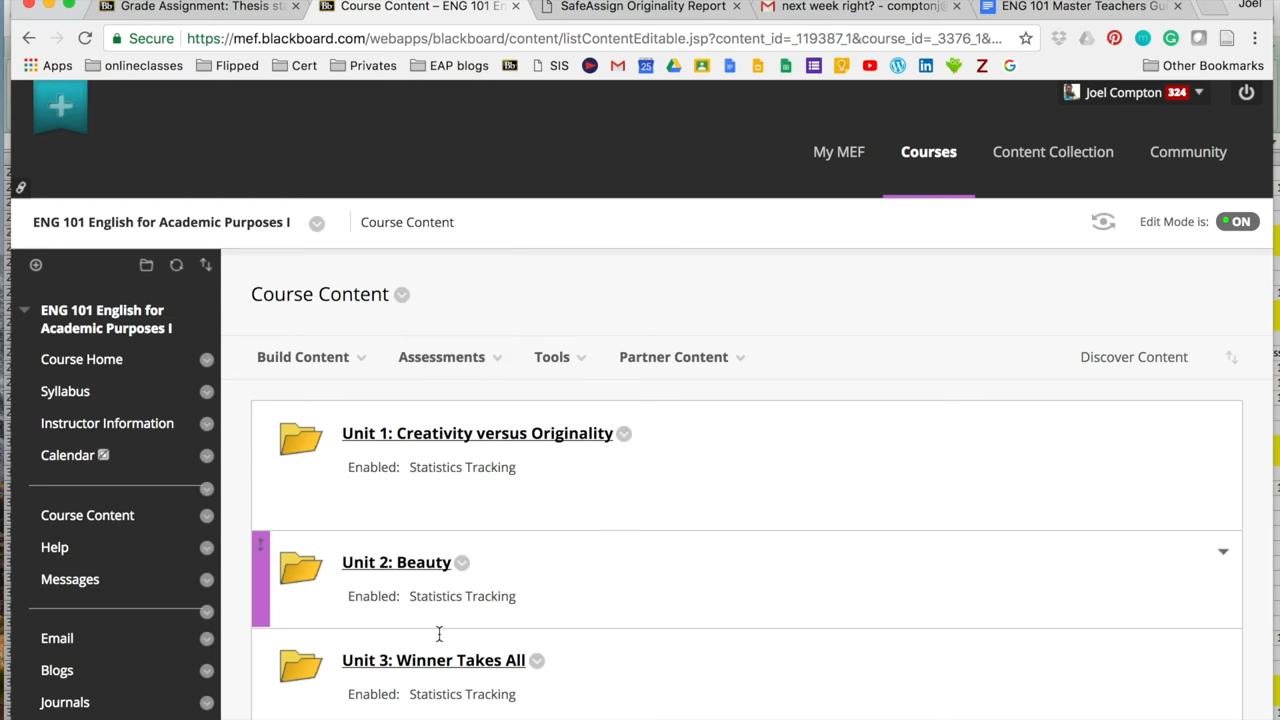 Bb Grade Assignment: Thesis st ×
Bb Course Content – ENG 101 En ×
SafeAssign Originality Report ×
next week right? - comptonj@ ×
ENG 101 Master Teachers Gui ×
Joel
Secure https://mef.blackboard.com/webapps/blackboard/content/listContentEditable.jsp?content_id=_119387_1&course_id=_3376_1&...
Apps onlineclasses Flipped Cert Privates EAP blogs Bb SIS Other Bookmarks
Joel Compton 324
My MEF Courses Content Collection Community
ENG 101 English for Academic Purposes I Course Content Edit Mode is: ON
ENG 101 English for
Academic Purposes I
Course Home
Syllabus
Instructor Information
Calendar
Course Content
Help
Messages
Email
Blogs
Journals
Course Content
Build Content Assessments Tools Partner Content Discover Content
Unit 1: Creativity versus Originality
Enabled: Statistics Tracking
Unit 2: Beauty
Enabled: Statistics Tracking
Unit 3: Winner Takes All
Enabled: Statistics Tracking